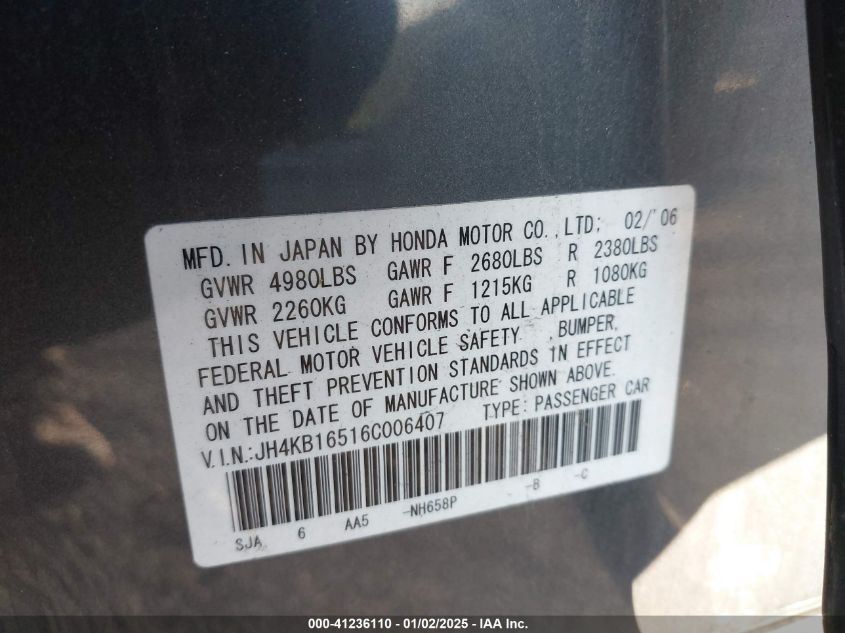 MFD. IN JAPAN BY HONDA MOTOR CO.,LTD; 02/'06
GVWR 4980LBS GAWR F 2680LBS R 2380LBS
GVWR 2260KG GAWR F 1215KG R 1080KG
THIS VEHICLE CONFORMS TO ALL APPLICABLE
FEDERAL MOTOR VEHICLE SAFETY ,BUMPER,
AND THEFT PREVENTION STANDARDS IN EFFECT
ON THE DATE OF MANUFACTURE SHOWN ABOVE.
V.I.N.:JH4KB16516C006407 TYPE:PASSENGER CAR
SJA 6 AA5 -NH658P -B -C
000-41236110 - 01/02/2025 - IAA Inc.